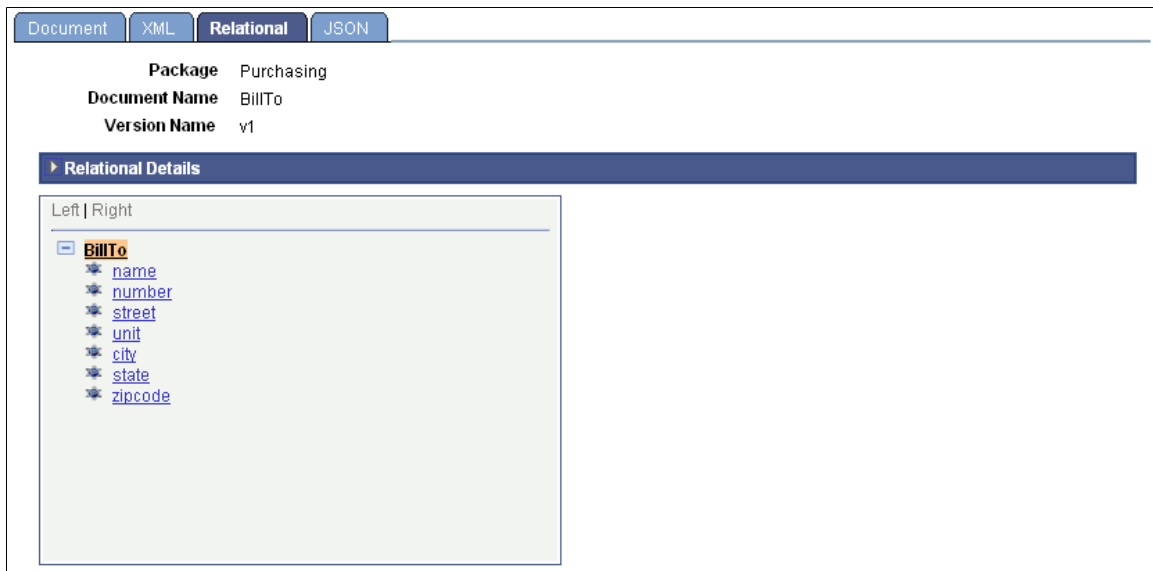 Document XML Relational JSON
Package Purchasing
Document Name BillTo
Version Name v1
Relational Details
Left | Right
BillTo
name
number
street
unit
city
state
zipcode